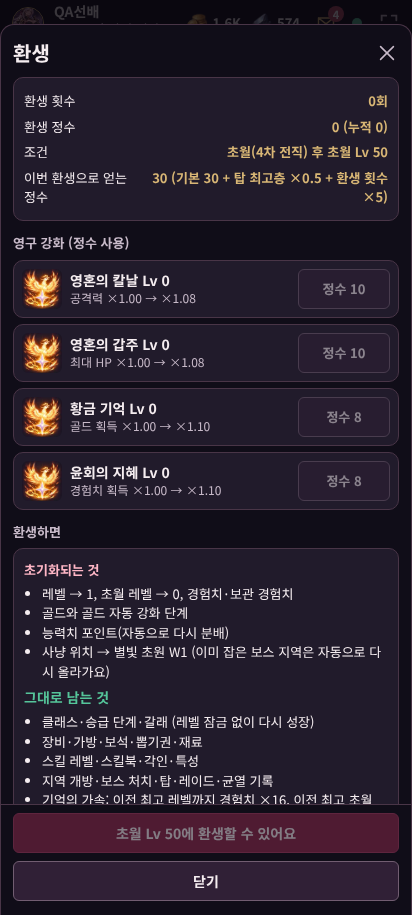 QA선배
1.6K
574
4
환생
환생 횟수 0회
환생 정수 0 (누적 0)
조건 초월(4차 전직) 후 초월 Lv 50
이번 환생으로 얻는 정수 30 (기본 30 + 탑 최고층 ×0.5 + 환생 횟수 ×5)
영구 강화 (정수 사용)
영혼의 칼날 Lv 0
공격력 ×1.00 → ×1.08
정수 10
영혼의 갑주 Lv 0
최대 HP ×1.00 → ×1.08
정수 10
황금 기억 Lv 0
골드 획득 ×1.00 → ×1.10
정수 8
윤회의 지혜 Lv 0
경험치 획득 ×1.00 → ×1.10
정수 8
환생하면
초기화되는 것
• 레벨 → 1, 초월 레벨 → 0, 경험치·보관 경험치
• 골드와 골드 자동 강화 단계
• 능력치 포인트(자동으로 다시 분배)
• 사냥 위치 → 별빛 초원 W1 (이미 잡은 보스 지역은 자동으로 다
시 올라가요)
그대로 남는 것
• 클래스·승급 단계·갈래 (레벨 잠금 없이 다시 성장)
• 장비·가방·보석·뽑기권·재료
• 스킬 레벨·스킬북·각인·특성
• 지역 개방·보스 처치·탑·레이드·균열 기록
• 기억의 가속: 이전 최고 레벨까지 경험치 ×16, 이전 최고 초월
초월 Lv 50에 환생할 수 있어요
닫기